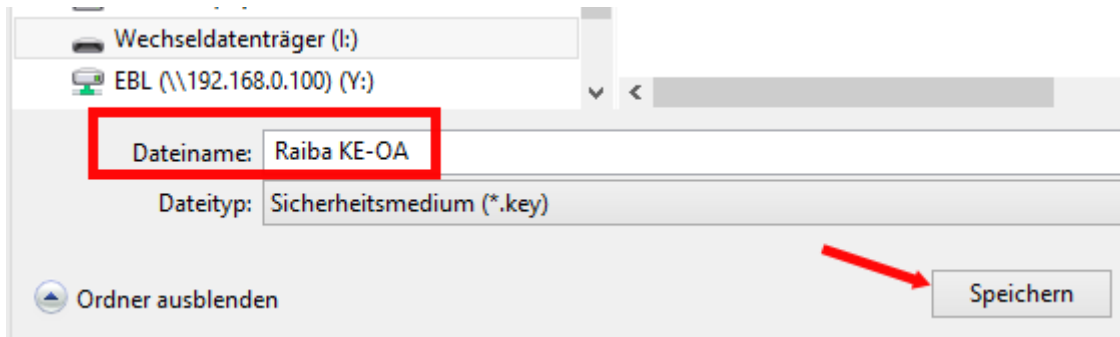 Wechseldatenträger (I:)
EBL (\\192.168.0.100) (Y:)
Dateiname: Raiba KE-OA
Dateityp: Sicherheitsmedium (*.key)
Ordner ausblenden
Speichern